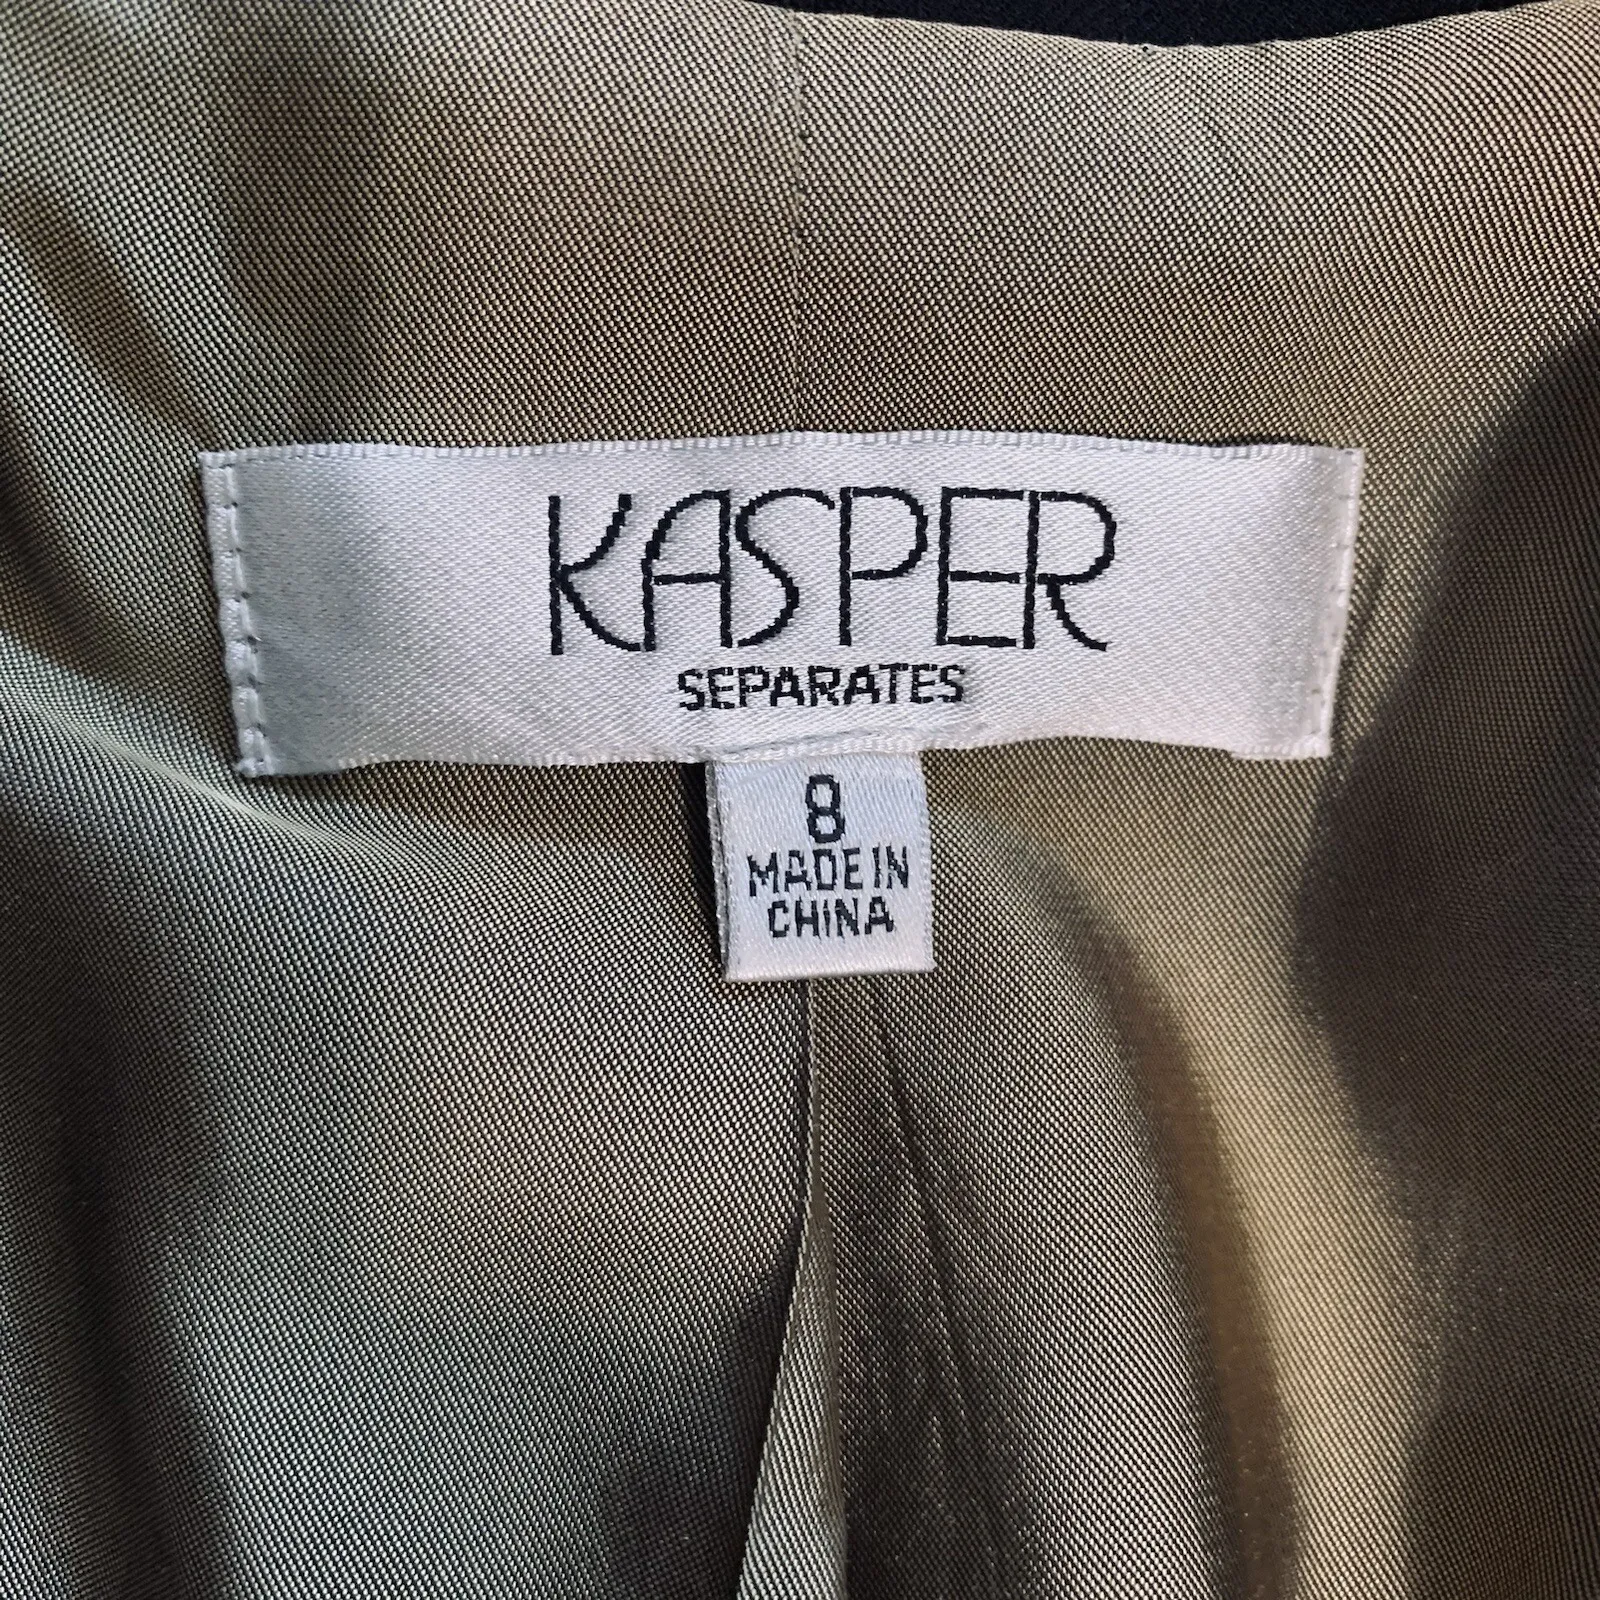 KASPER
SEPARATES
8
MADE IN
CHINA